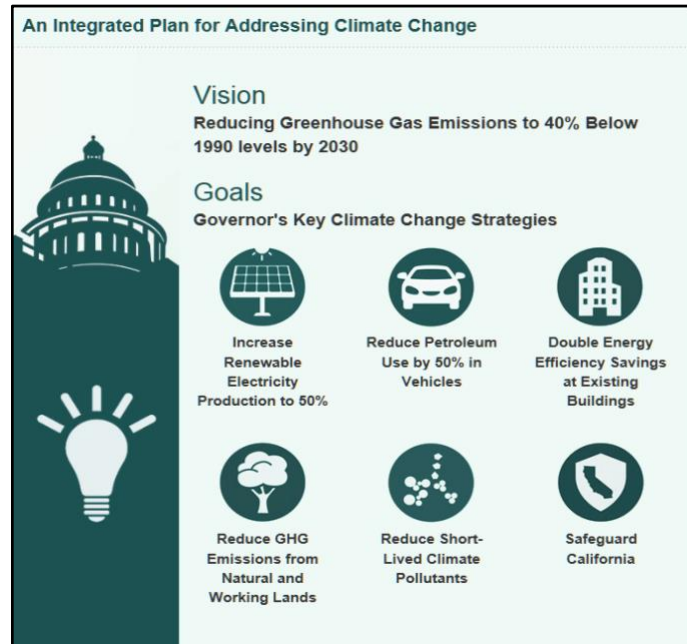 An Integrated Plan for Addressing Climate Change
Vision
Reducing Greenhouse Gas Emissions to 40% Below
1990 levels by 2030
Goals
Governor's Key Climate Change Strategies
Increase
Renewable
Electricity
Production to 50%
Reduce Petroleum
Use by 50% in
Vehicles
Double Energy
Efficiency Savings
at Existing
Buildings
Reduce GHG
Emissions from
Natural and
Working Lands
Reduce Short-
Lived Climate
Pollutants
Safeguard
California